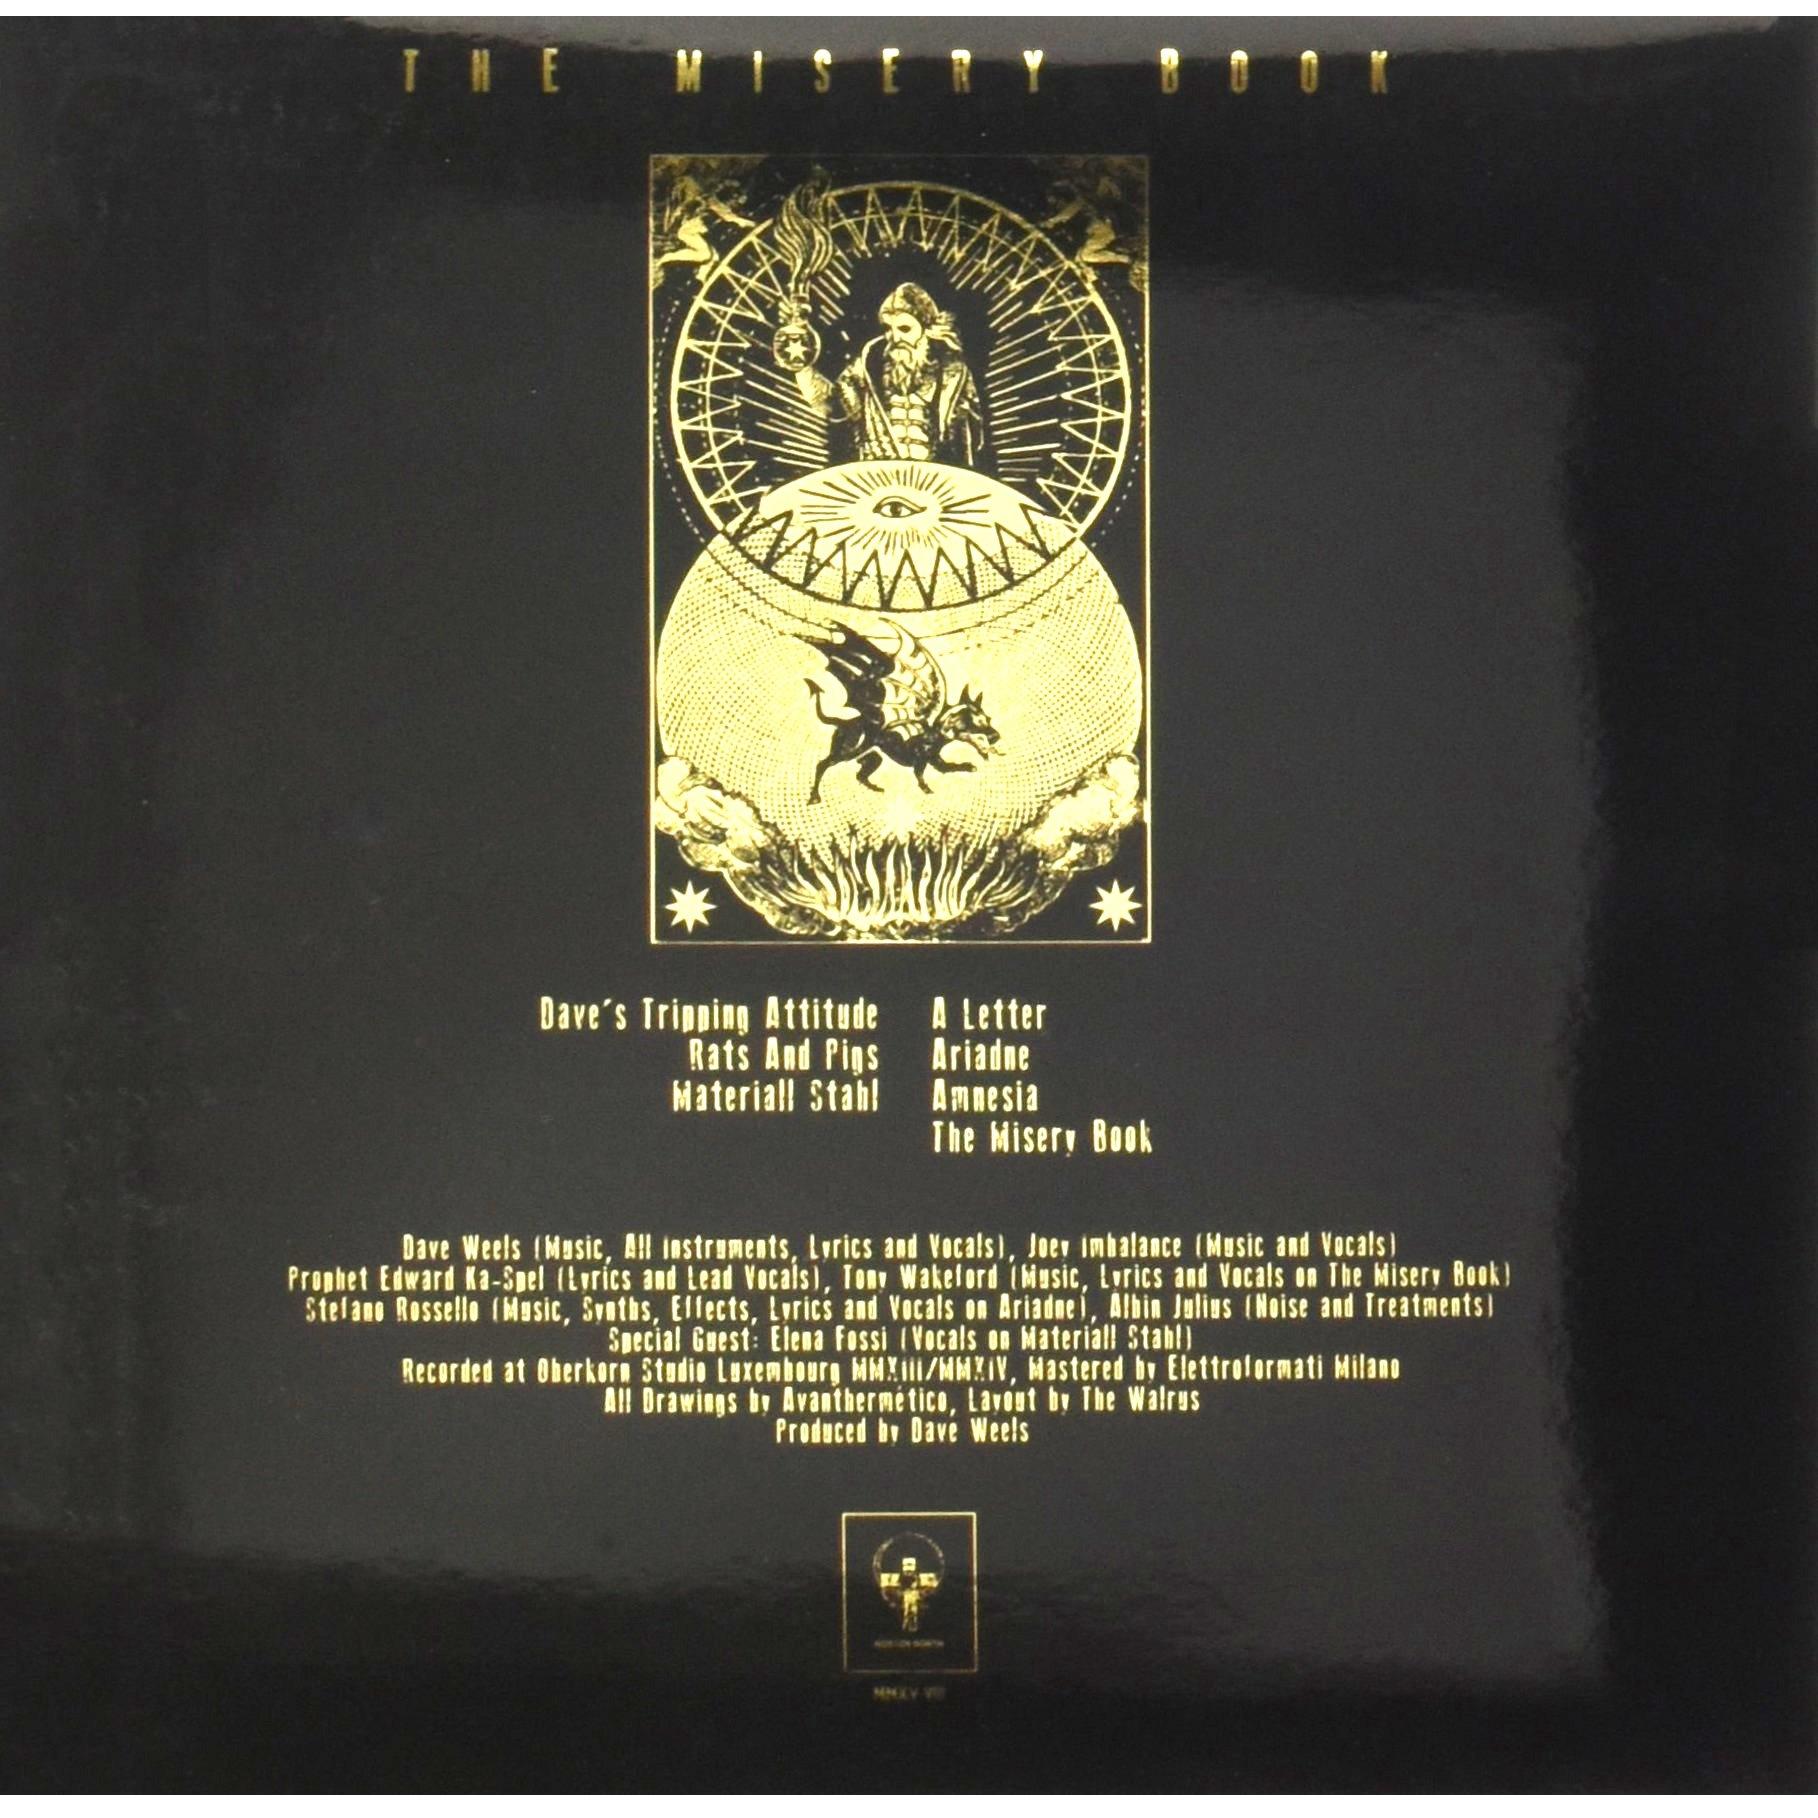 THE MISERY BOOK
Dave´s Tripping Attitude
Rats And Pigs
Materiall Stahl
A Letter
Ariadne
Amnesia
The Misery Book
Dave Weels (Music, All instruments, Lyrics and Vocals), Joey imbalance (Music and Vocals)
Prophet Edward Ka-Spel (Lyrics and Lead Vocals), Tony Wakeford (Music, Lyrics and Vocals on The Misery Book)
Stefano Rossello (Music, Synths, Effects, Lyrics and Vocals on Ariadne), Albin Julius (Noise and Treatments)
Special Guest: Elena Fossi (Vocals on Materiall Stahl)
Recorded at Oberkorn Studio Luxembourg MMXiii/MMXiV, Mastered by Elettroformati Milano
All Drawings by Avanthermético, Layout by The Walrus
Produced by Dave Weels